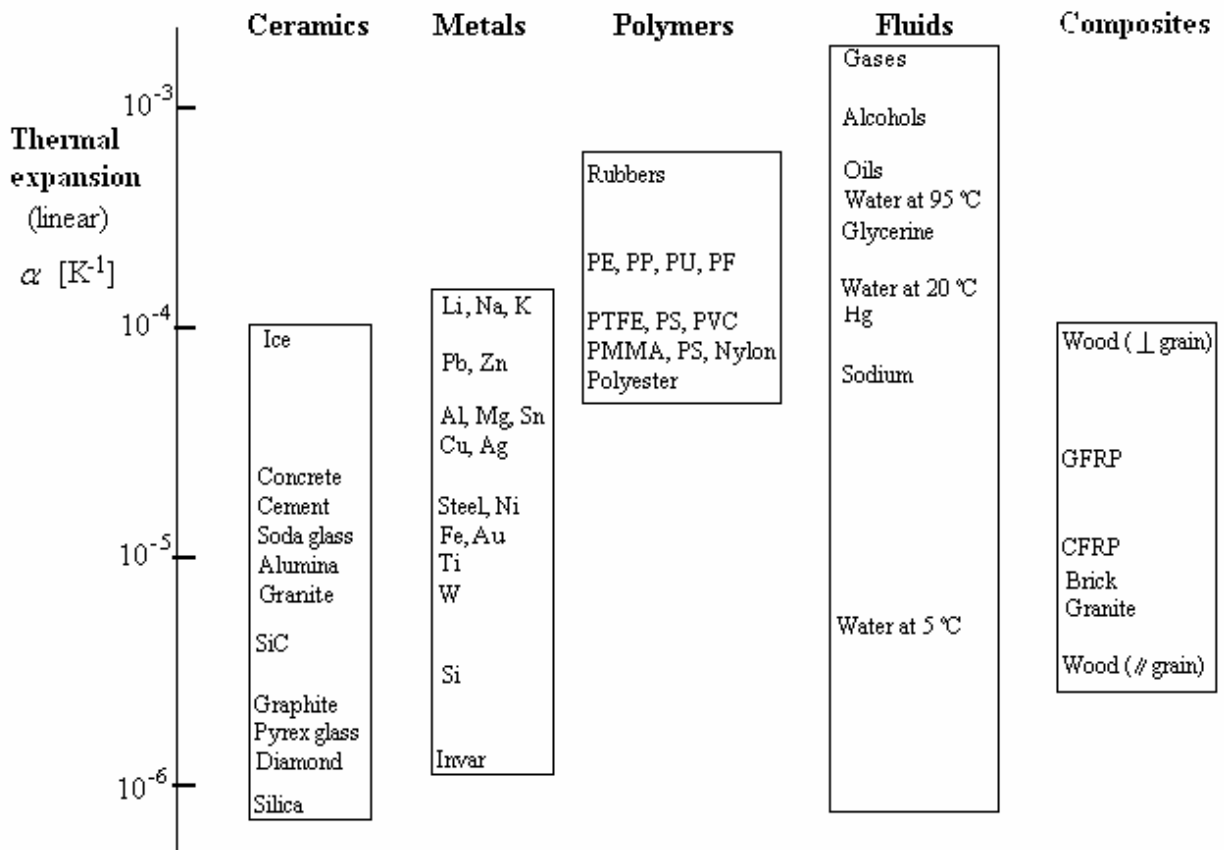 Ceramics
Metals
Polymers
Fluids
Composites
Thermal
expansion
(linear)
α [K⁻¹]
10⁻³
10⁻⁴
10⁻⁵
10⁻⁶
Ice
Concrete
Cement
Soda glass
Alumina
Granite
SiC
Graphite
Pyrex glass
Diamond
Silica
Li, Na, K
Pb, Zn
Al, Mg, Sn
Cu, Ag
Steel, Ni
Fe, Au
Ti
W
Si
Invar
Rubbers
PE, PP, PU, PF
PTFE, PS, PVC
PMMA, PS, Nylon
Polyester
Gases
Alcohols
Oils
Water at 95 ℃
Glycerine
Water at 20 ℃
Hg
Sodium
Water at 5 ℃
Wood (⊥ grain)
GFRP
CFRP
Brick
Granite
Wood (// grain)